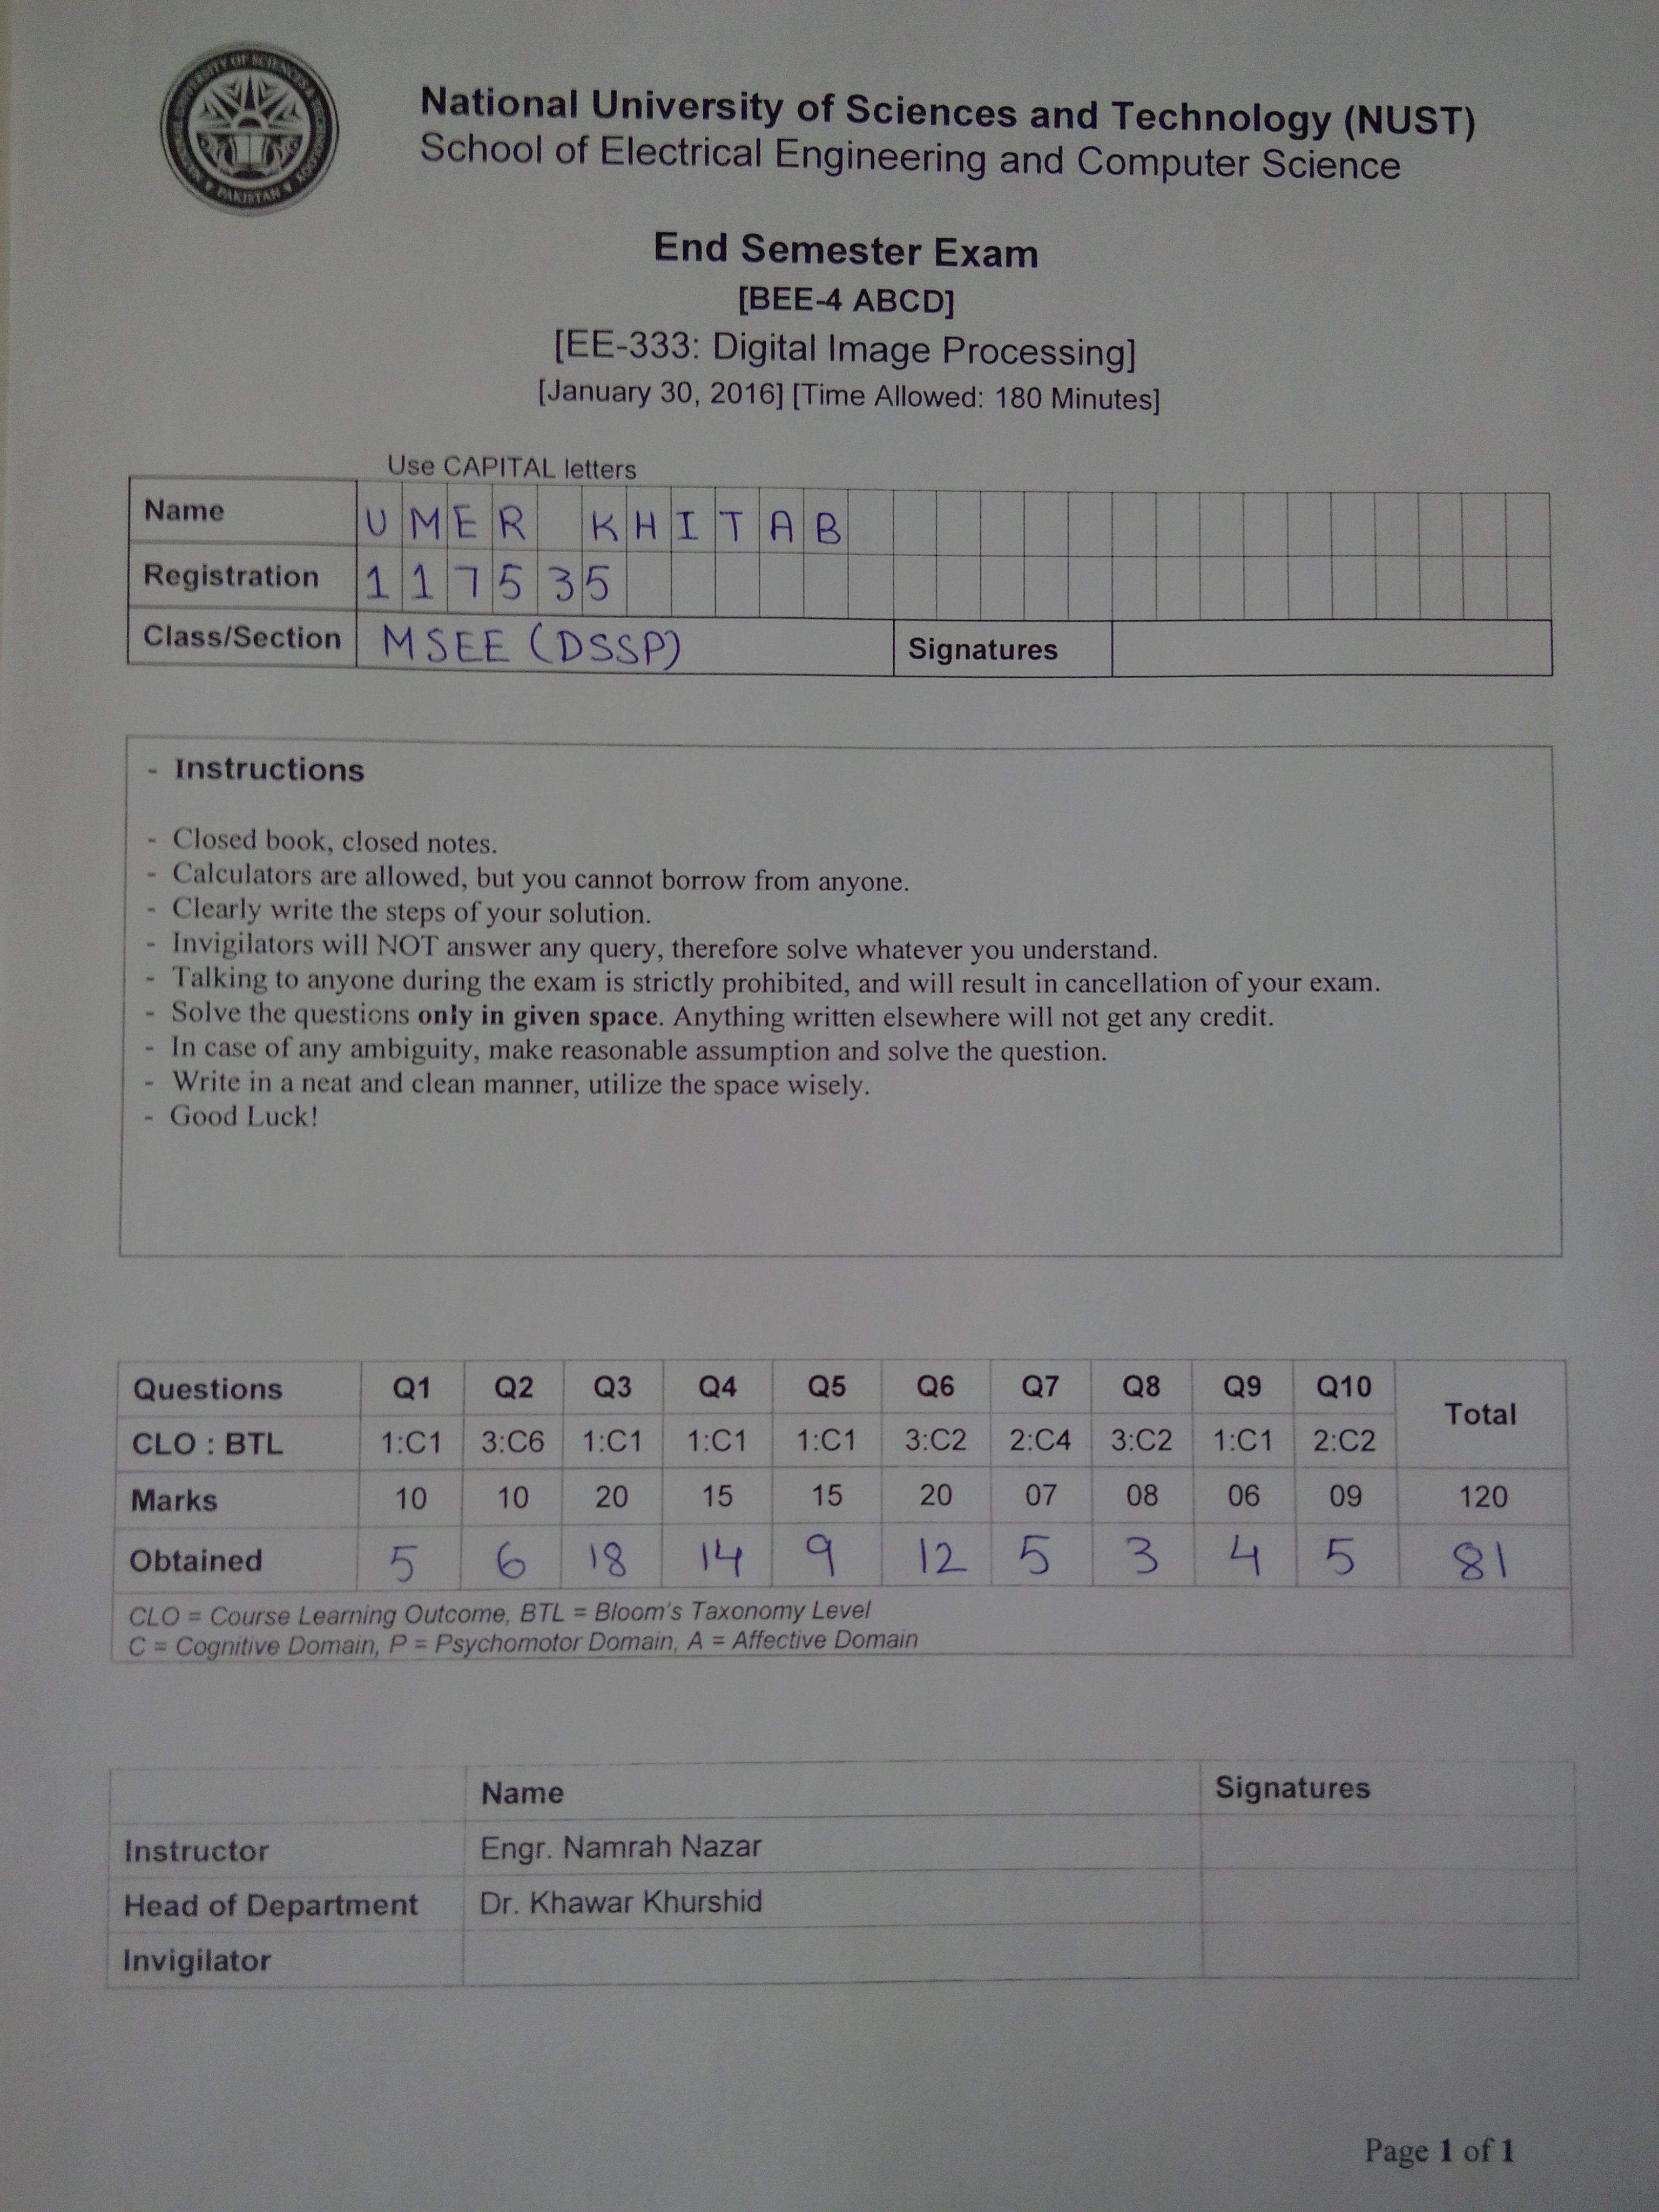 National University of Sciences and Technology (NUST)
School of Electrical Engineering and Computer Science
End Semester Exam
[BEE-4 ABCD]
[EE-333: Digital Image Processing]
[January 30, 2016] [Time Allowed: 180 Minutes]
Use CAPITAL letters
Name UMER KHITAB
Registration 117535
Class/Section MSEE (DSSP) Signatures
- Instructions
- Closed book, closed notes.
- Calculators are allowed, but you cannot borrow from anyone.
- Clearly write the steps of your solution.
- Invigilators will NOT answer any query, therefore solve whatever you understand.
- Talking to anyone during the exam is strictly prohibited, and will result in cancellation of your exam.
- Solve the questions only in given space. Anything written elsewhere will not get any credit.
- In case of any ambiguity, make reasonable assumption and solve the question.
- Write in a neat and clean manner, utilize the space wisely.
- Good Luck!
Questions Q1 Q2 Q3 Q4 Q5 Q6 Q7 Q8 Q9 Q10 Total
CLO : BTL 1:C1 3:C6 1:C1 1:C1 1:C1 3:C2 2:C4 3:C2 1:C1 2:C2
Marks 10 10 20 15 15 20 07 08 06 09 120
Obtained 5 6 18 14 9 12 5 3 4 5 81
CLO = Course Learning Outcome, BTL = Bloom's Taxonomy Level
C = Cognitive Domain, P = Psychomotor Domain, A = Affective Domain
Name Signatures
Instructor Engr. Namrah Nazar
Head of Department Dr. Khawar Khurshid
Invigilator
Page 1 of 1